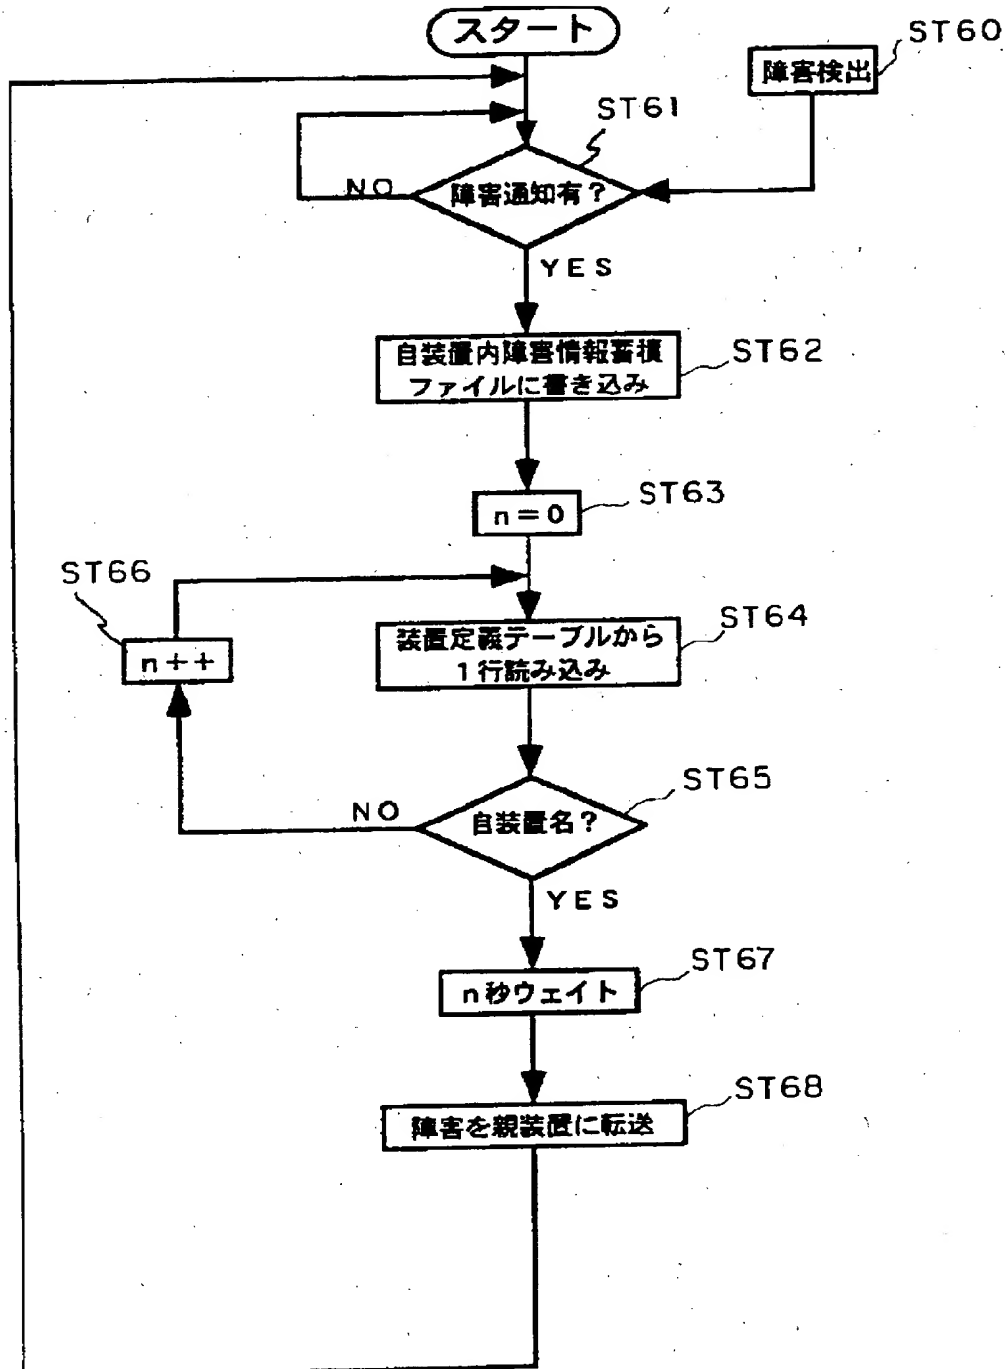 スタート
ST60
障害検出
ST61
障害通知有?
NO
YES
自装置内障害情報蓄積
ファイルに書き込み
ST62
n=0
ST63
ST66
n++
装置定義テーブルから
1行読み込み
ST64
自装置名?
ST65
NO
YES
n秒ウェイト
ST67
障害を親装置に転送
ST68